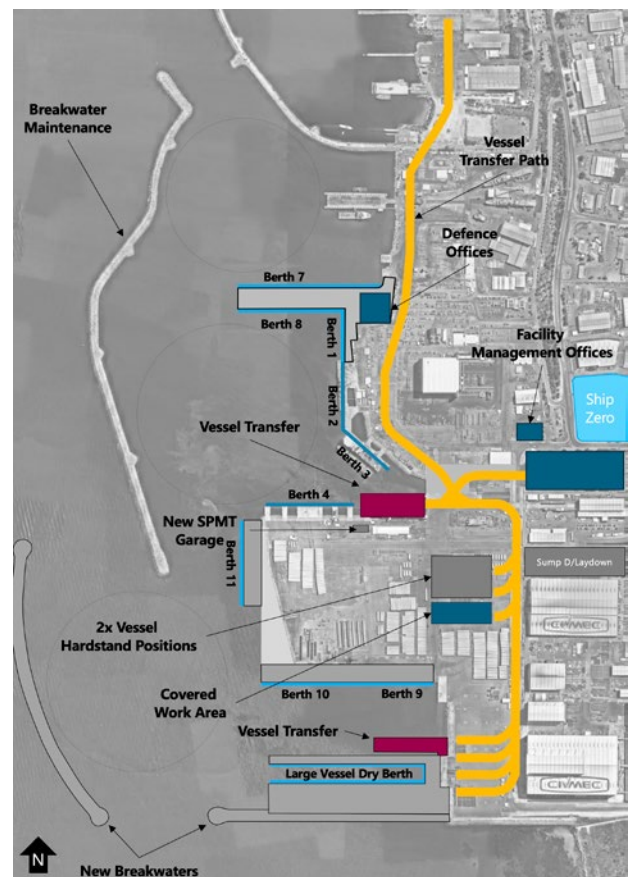 Breakwater
Maintenance
Vessel
Transfer Path
Defence
Offices
Berth 7
Berth 8
Berth 1
Facility
Management Offices
Berth 2
Ship
Zero
Vessel Transfer
Berth 3
Berth 4
New SPMT
Garage
Berth 11
Sump D/Laydown
2x Vessel
Hardstand Positions
CIVMEC
Covered
Work Area
Berth 10
Berth 9
Vessel Transfer
Large Vessel Dry Berth
CIVMEC
New Breakwaters
N